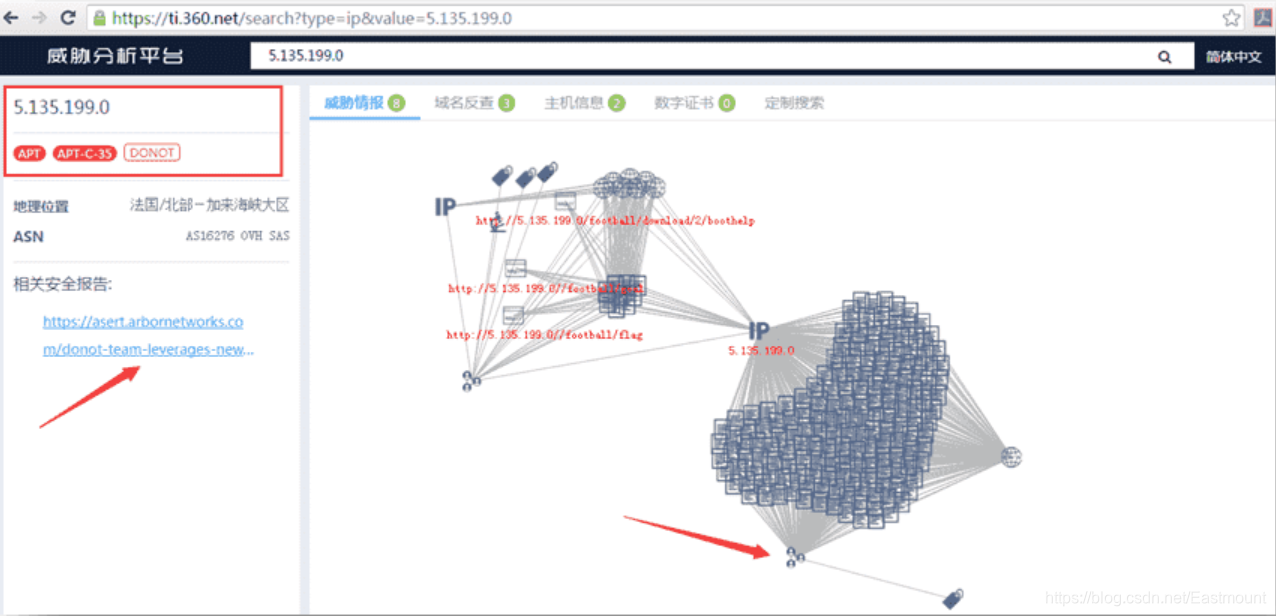 https://ti.360.net/search?type=ip&value=5.135.199.0
威胁分析平台
5.135.199.0
简体中文
5.135.199.0
APT APT-C-35 DONOT
地理位置 法国/北部-加来海峡大区
ASN AS16276 OVH SAS
相关安全报告:
https://asert.arbornetworks.co
m/donot-team-leverages-new...
威胁情报 8 域名反查 3 主机信息 2 数字证书 0 定制搜索
IP
http://5.135.199.0/football/download/2/boothelp
http://5.135.199.0//football/goal
http://5.135.199.0//football/flag
IP
5.135.199.0
https://blog.csdn.net/Eastmount